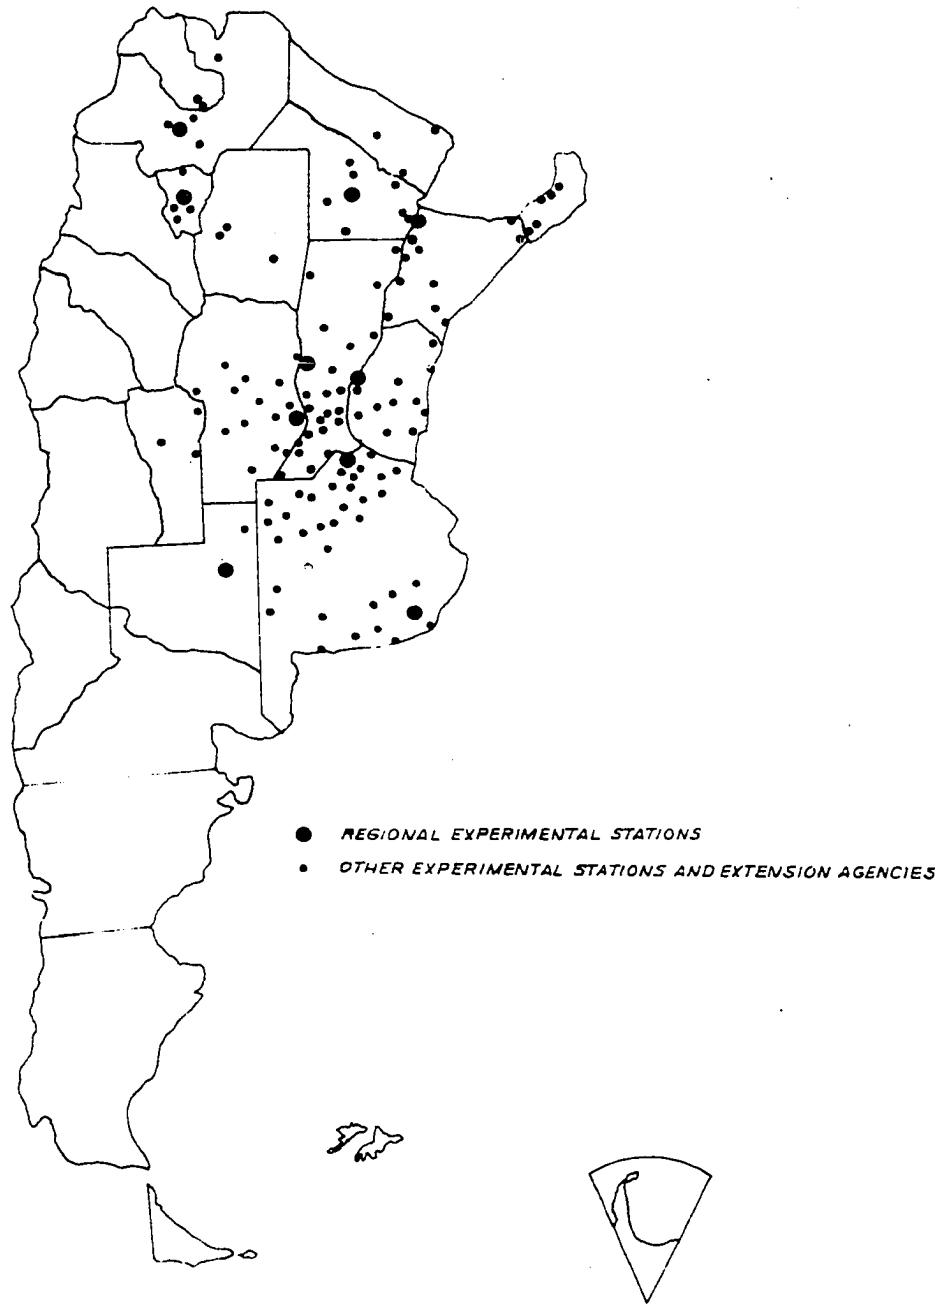 REGIONAL EXPERIMENTAL STATIONS
OTHER EXPERIMENTAL STATIONS AND EXTENSION AGENCIES